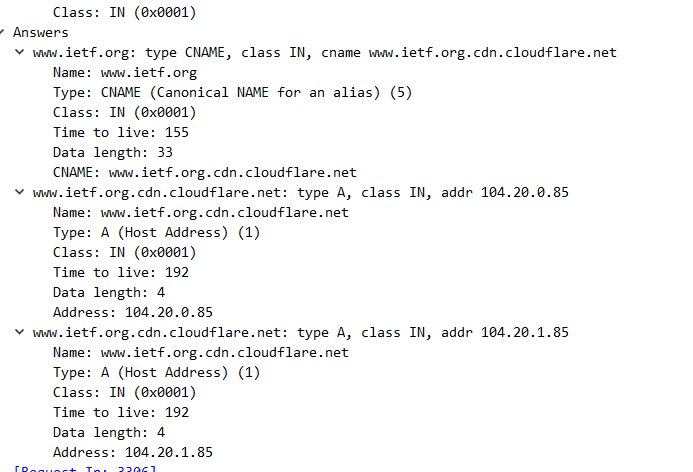 Class: IN (0x0001)
Answers
www.ietf.org: type CNAME, class IN, cname www.ietf.org.cdn.cloudflare.net
Name: www.ietf.org
Type: CNAME (Canonical NAME for an alias) (5)
Class: IN (0x0001)
Time to live: 155
Data length: 33
CNAME: www.ietf.org.cdn.cloudflare.net
www.ietf.org.cdn.cloudflare.net: type A, class IN, addr 104.20.0.85
Name: www.ietf.org.cdn.cloudflare.net
Type: A (Host Address) (1)
Class: IN (0x0001)
Time to live: 192
Data length: 4
Address: 104.20.0.85
www.ietf.org.cdn.cloudflare.net: type A, class IN, addr 104.20.1.85
Name: www.ietf.org.cdn.cloudflare.net
Type: A (Host Address) (1)
Class: IN (0x0001)
Time to live: 192
Data length: 4
Address: 104.20.1.85
[Request In: 3306]